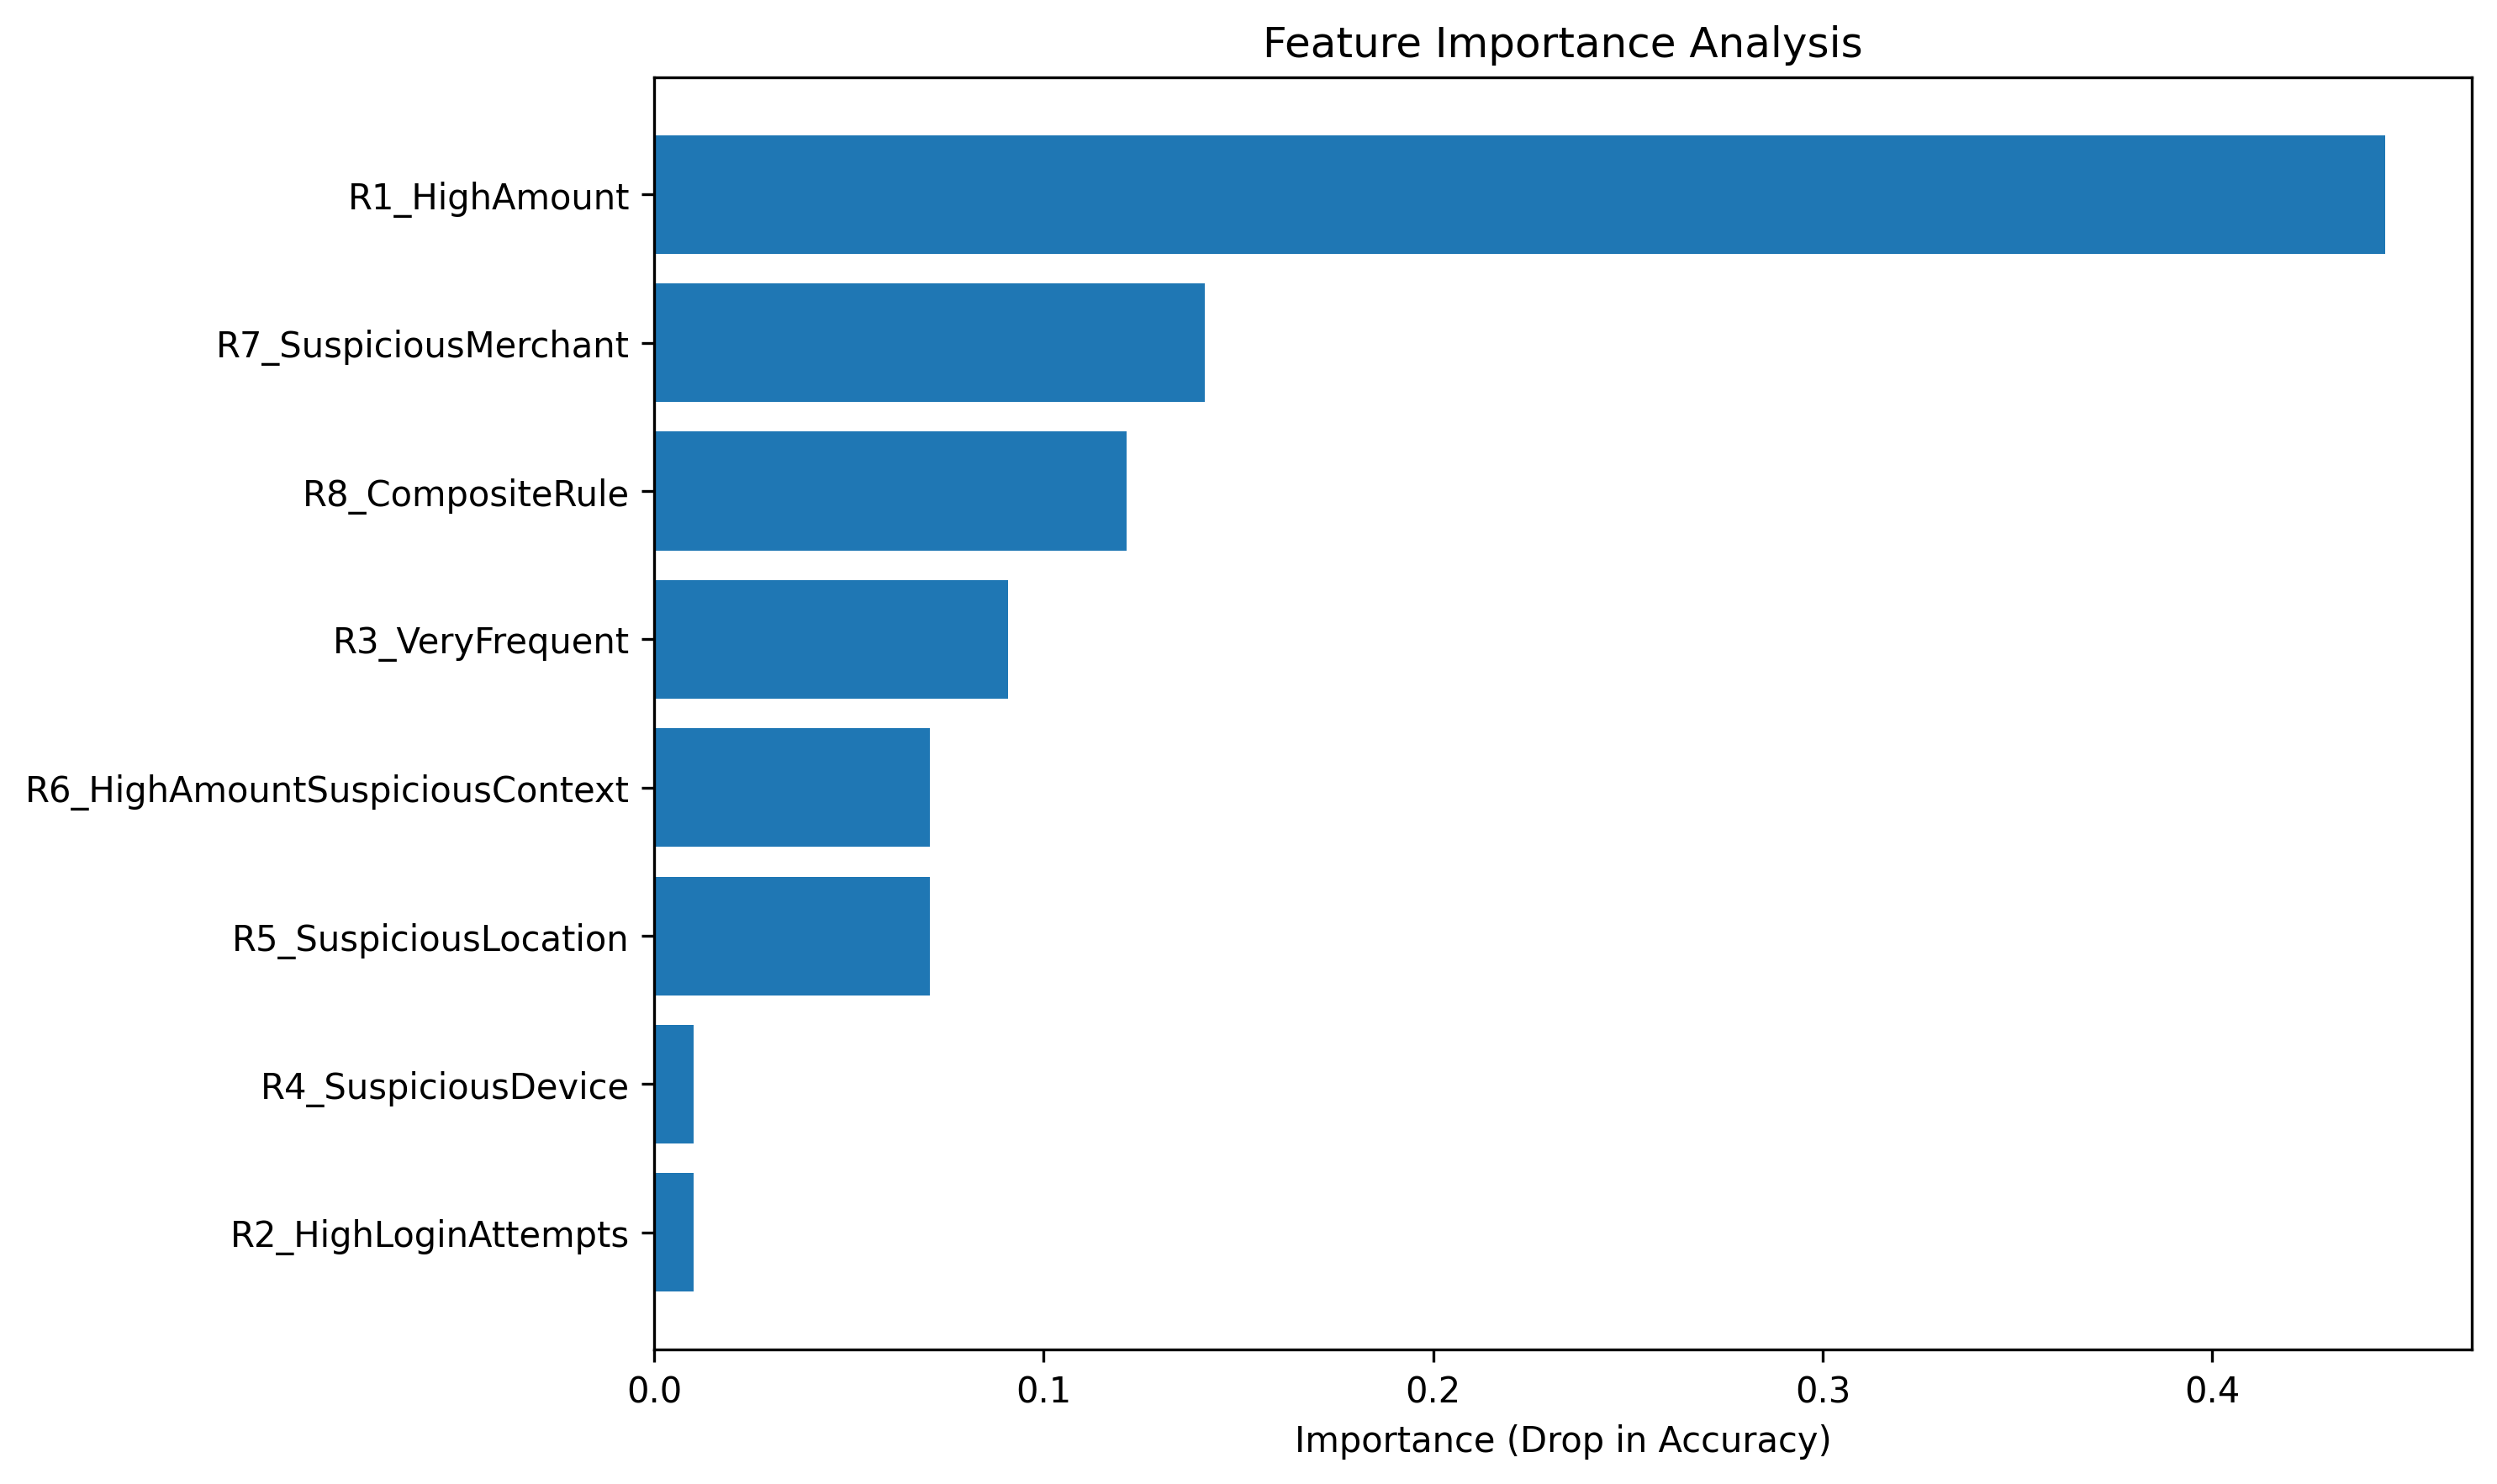 Feature Importance Analysis
R1_HighAmount
R7_SuspiciousMerchant
R8_CompositeRule
R3_VeryFrequent
R6_HighAmountSuspiciousContext
R5_SuspiciousLocation
R4_SuspiciousDevice
R2_HighLoginAttempts
0.0 0.1 0.2 0.3 0.4
Importance (Drop in Accuracy)